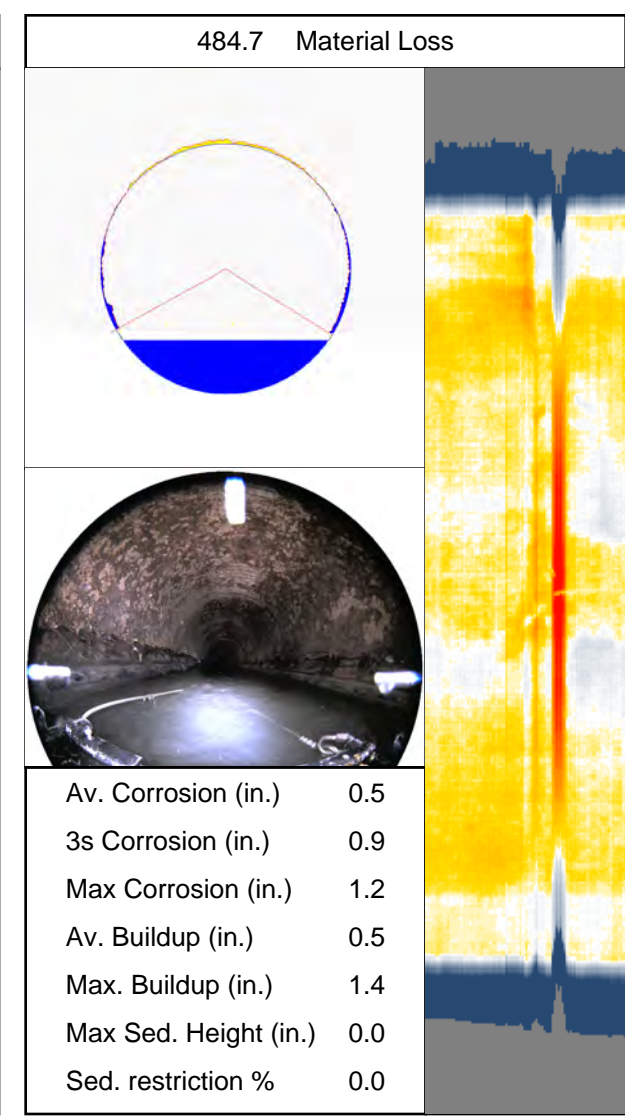 484.7 Material Loss
Av. Corrosion (in.) 0.5
3s Corrosion (in.) 0.9
Max Corrosion (in.) 1.2
Av. Buildup (in.) 0.5
Max. Buildup (in.) 1.4
Max Sed. Height (in.) 0.0
Sed. restriction % 0.0